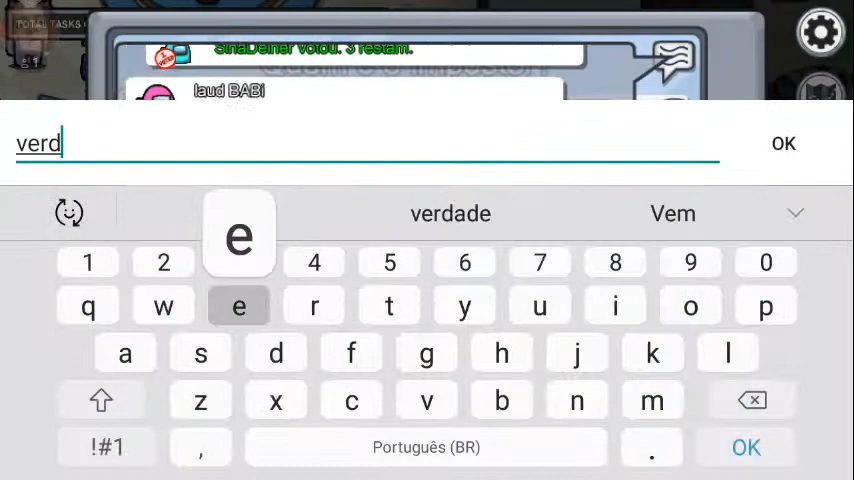 TOTAL TASKS
SinaDeiner votou. 3 restam.
laud BABi
verd
OK
verdade Vem
e
1 2 4 5 6 7 8 9 0
q w e r t y u i o p
a s d f g h j k l
z x c v b n m
!#1 , Português (BR) . OK